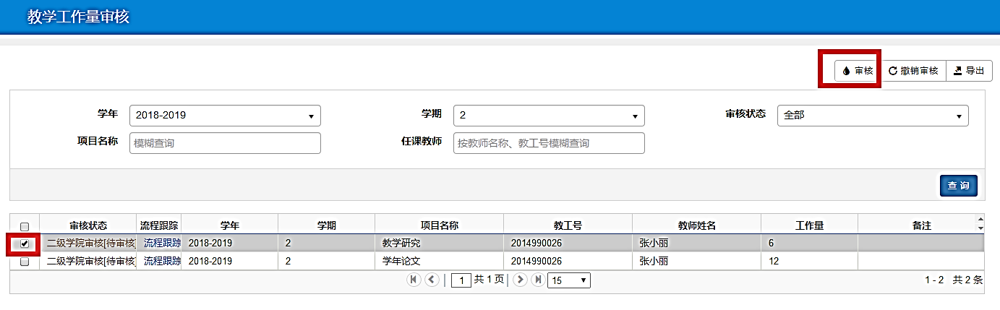 教学工作量审核
审核 撤销审核 导出
学年 2018-2019 学期 2 审核状态 全部
项目名称 模糊查询 任课教师 按教师名称、教工号模糊查询
查 询
审核状态 流程跟踪 学年 学期 项目名称 教工号 教师姓名 工作量 备注
二级学院审核[待审核] 流程跟踪 2018-2019 2 教学研究 2014990026 张小丽 6
二级学院审核[待审核] 流程跟踪 2018-2019 2 学年论文 2014990026 张小丽 12
1 共 1 页 15 1 - 2 共 2 条